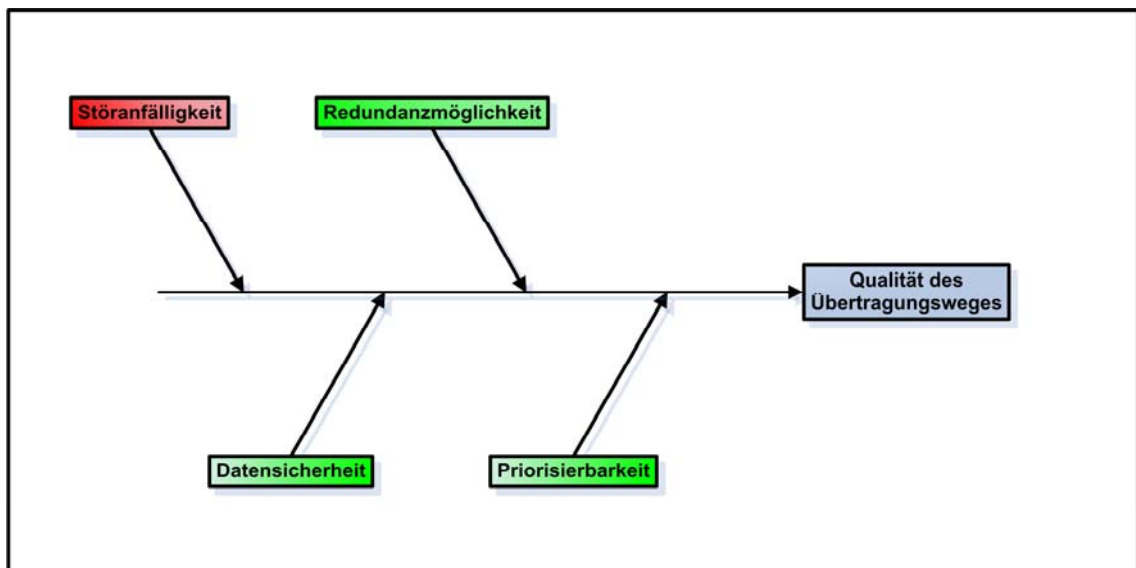 Störanfälligkeit
Redundanzmöglichkeit
Qualität des
Übertragungsweges
Datensicherheit
Priorisierbarkeit